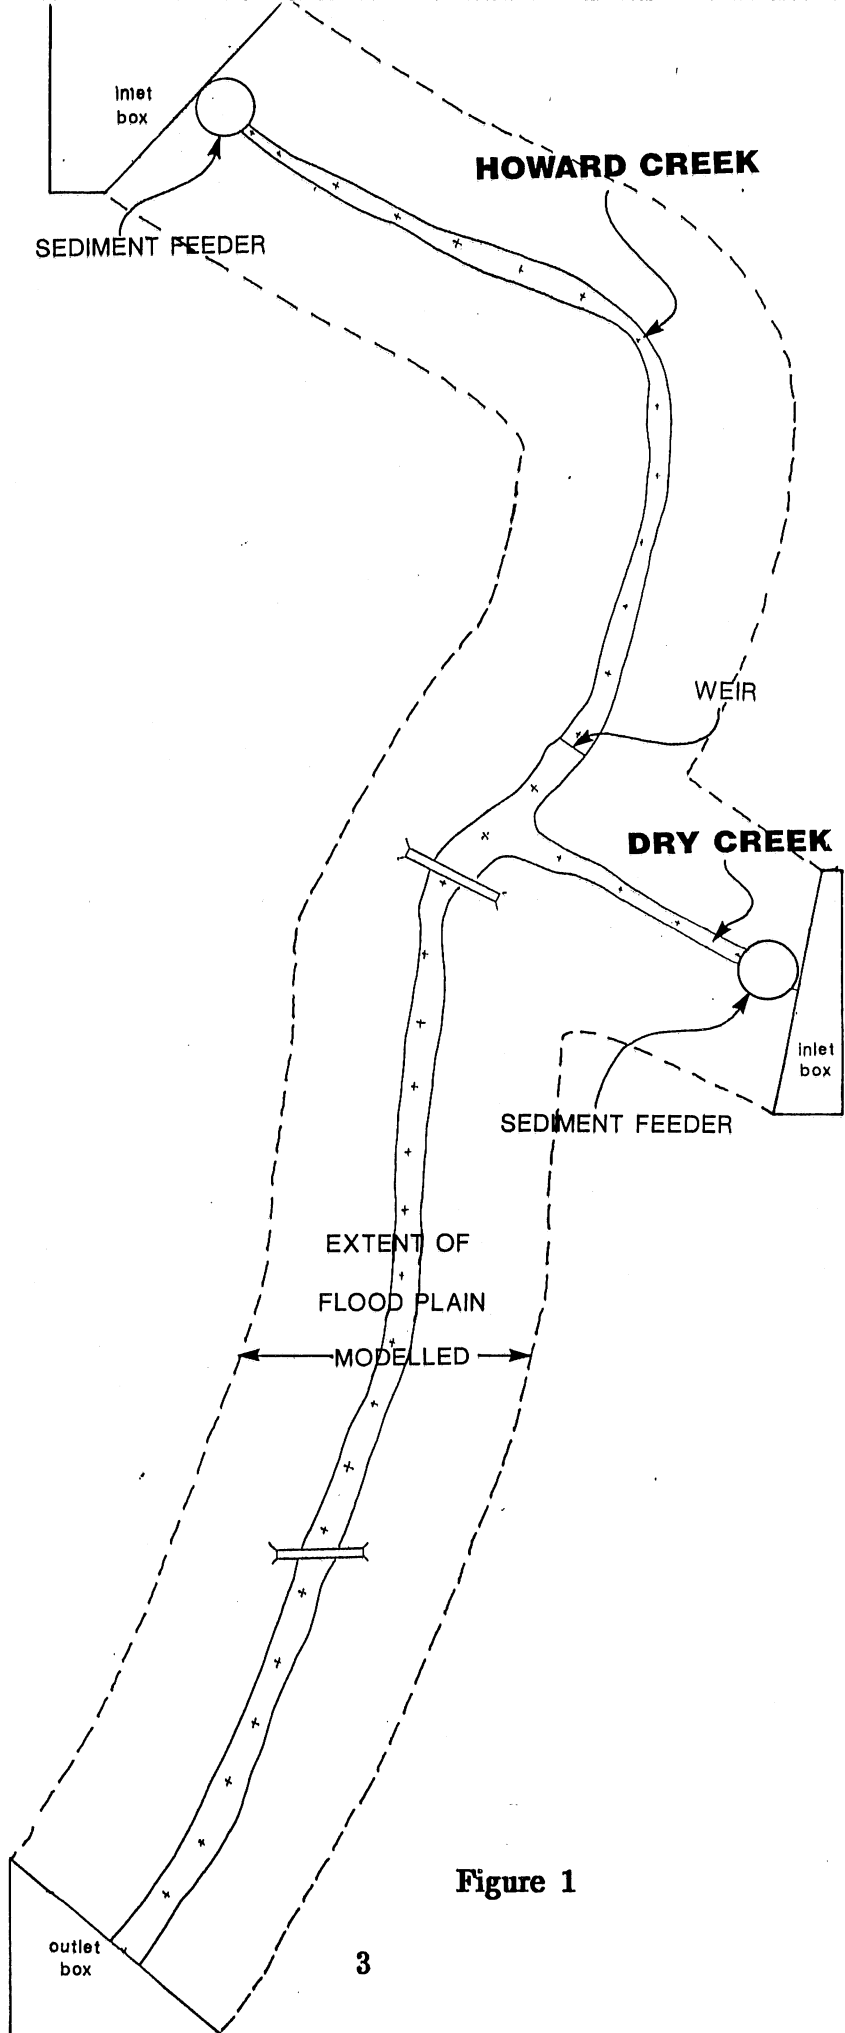 inlet
box
HOWARD CREEK
SEDIMENT FEEDER
WEIR
DRY CREEK
inlet
box
SEDIMENT FEEDER
EXTENT OF
FLOOD PLAIN
MODELLED
Figure 1
outlet
box
3